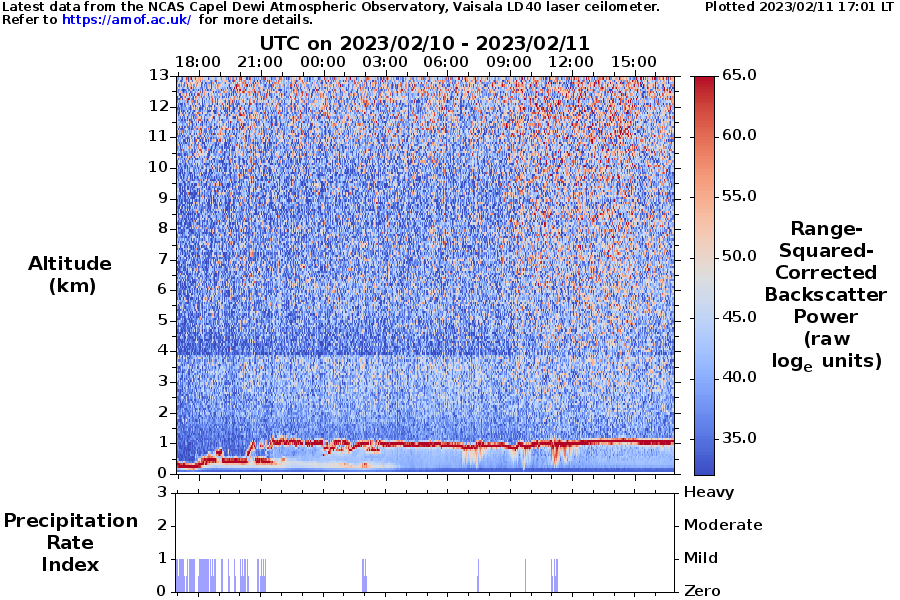 Latest data from the NCAS Capel Dewi Atmospheric Observatory, Vaisala LD40 laser ceilometer.
Plotted 2023/02/11 17:01 LT
Refer to https://amof.ac.uk/ for more details.
UTC on 2023/02/10 - 2023/02/11
18:00 21:00 00:00 03:00 06:00 09:00 12:00 15:00
13
12
11
10
9
8
7
6
5
4
3
2
1
0
Altitude
(km)
65.0
60.0
55.0
50.0
45.0
40.0
35.0
Range-
Squared-
Corrected
Backscatter
Power
(raw
loge units)
3
2
1
0
Precipitation
Rate
Index
Heavy
Moderate
Mild
Zero